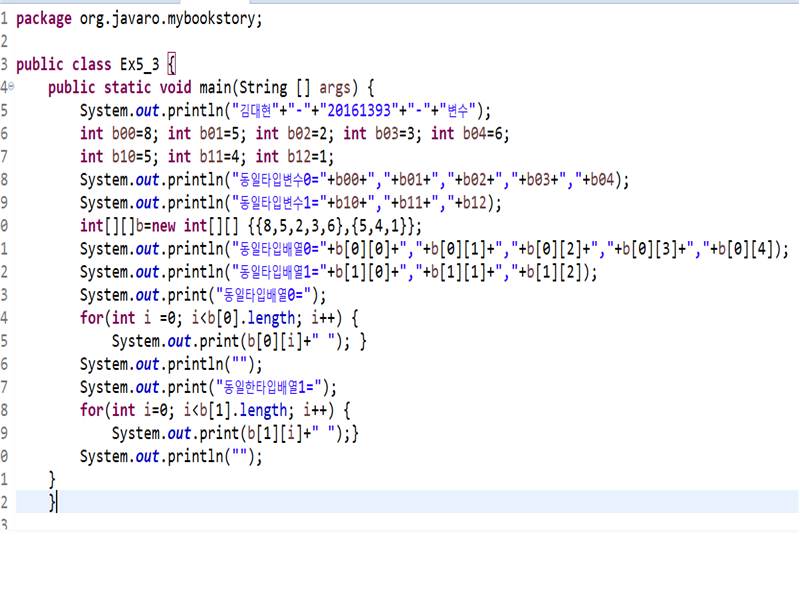 1 package org.javaro.mybookstory;
2
3 public class Ex5_3 {
4 public static void main(String [] args) {
5 System.out.println("김대현"+"-"+"20161393"+"-"+"변수");
6 int b00=8; int b01=5; int b02=2; int b03=3; int b04=6;
7 int b10=5; int b11=4; int b12=1;
8 System.out.println("동일타입변수0="+b00+","+b01+","+b02+","+b03+","+b04);
9 System.out.println("동일타입변수1="+b10+","+b11+","+b12);
0 int[][]b=new int[][] {{8,5,2,3,6},{5,4,1}};
1 System.out.println("동일타입배열0="+b[0][0]+","+b[0][1]+","+b[0][2]+","+b[0][3]+","+b[0][4]);
2 System.out.println("동일타입배열1="+b[1][0]+","+b[1][1]+","+b[1][2]);
3 System.out.print("동일타입배열0=");
4 for(int i =0; i<b[0].length; i++) {
5 System.out.print(b[0][i]+" "); }
6 System.out.println("");
7 System.out.print("동일한타입배열1=");
8 for(int i=0; i<b[1].length; i++) {
9 System.out.print(b[1][i]+" ");}
0 System.out.println("");
1 }
2 }
3